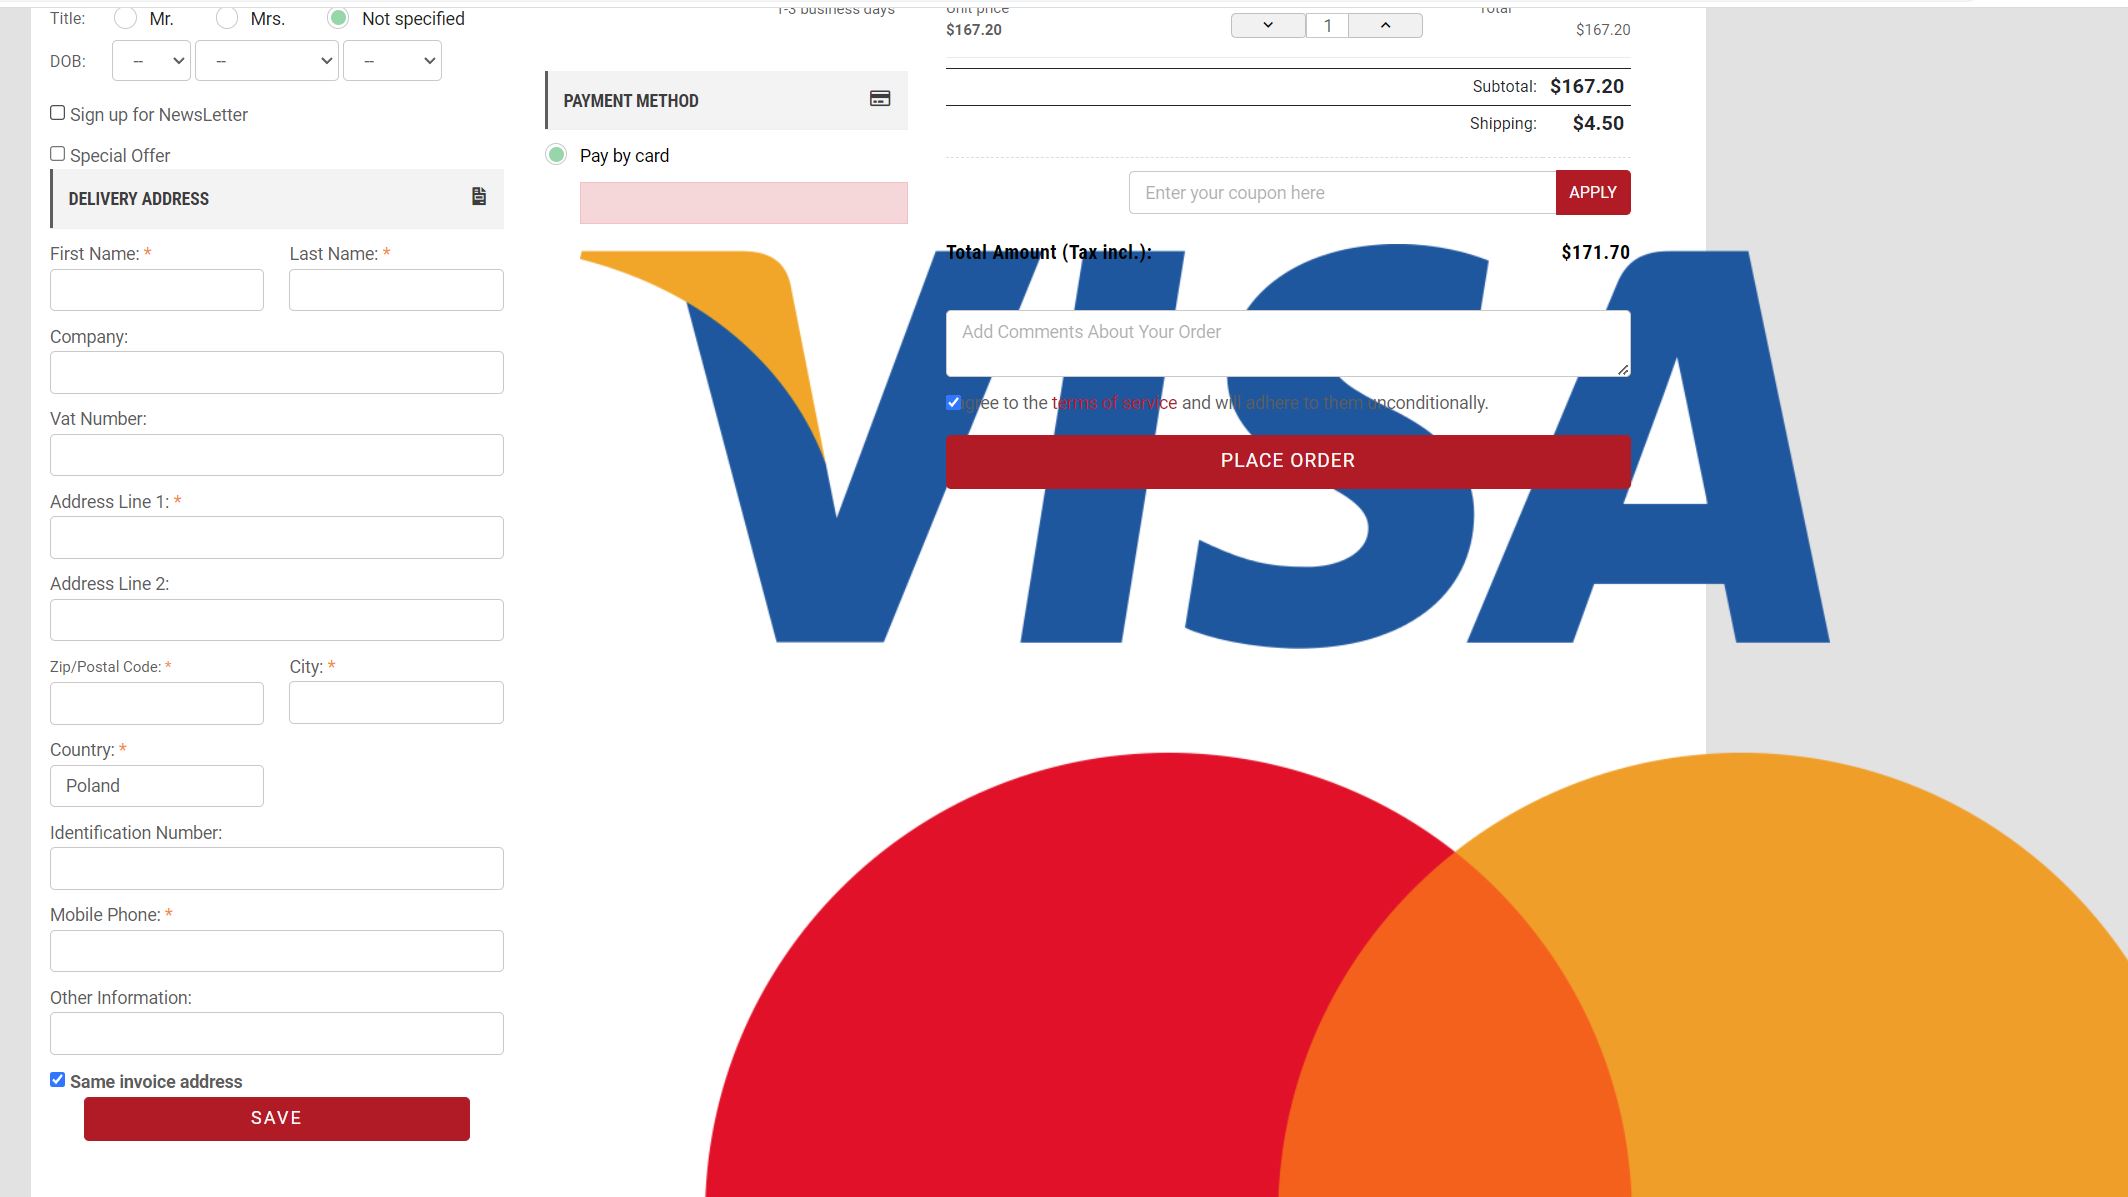 Title: Mr. Mrs. Not specified
DOB: -- -- --
Sign up for NewsLetter
Special Offer
DELIVERY ADDRESS
First Name: * Last Name: *
Company:
Vat Number:
Address Line 1: *
Address Line 2:
Zip/Postal Code: * City: *
Country: *
Poland
Identification Number:
Mobile Phone: *
Other Information:
Same invoice address
SAVE
1-3 business days
PAYMENT METHOD
Pay by card
Unit price Total
$167.20 1 $167.20
Subtotal: $167.20
Shipping: $4.50
Enter your coupon here APPLY
Total Amount (Tax incl.): $171.70
Add Comments About Your Order
agree to the terms of service and will adhere to them unconditionally.
PLACE ORDER
VISA